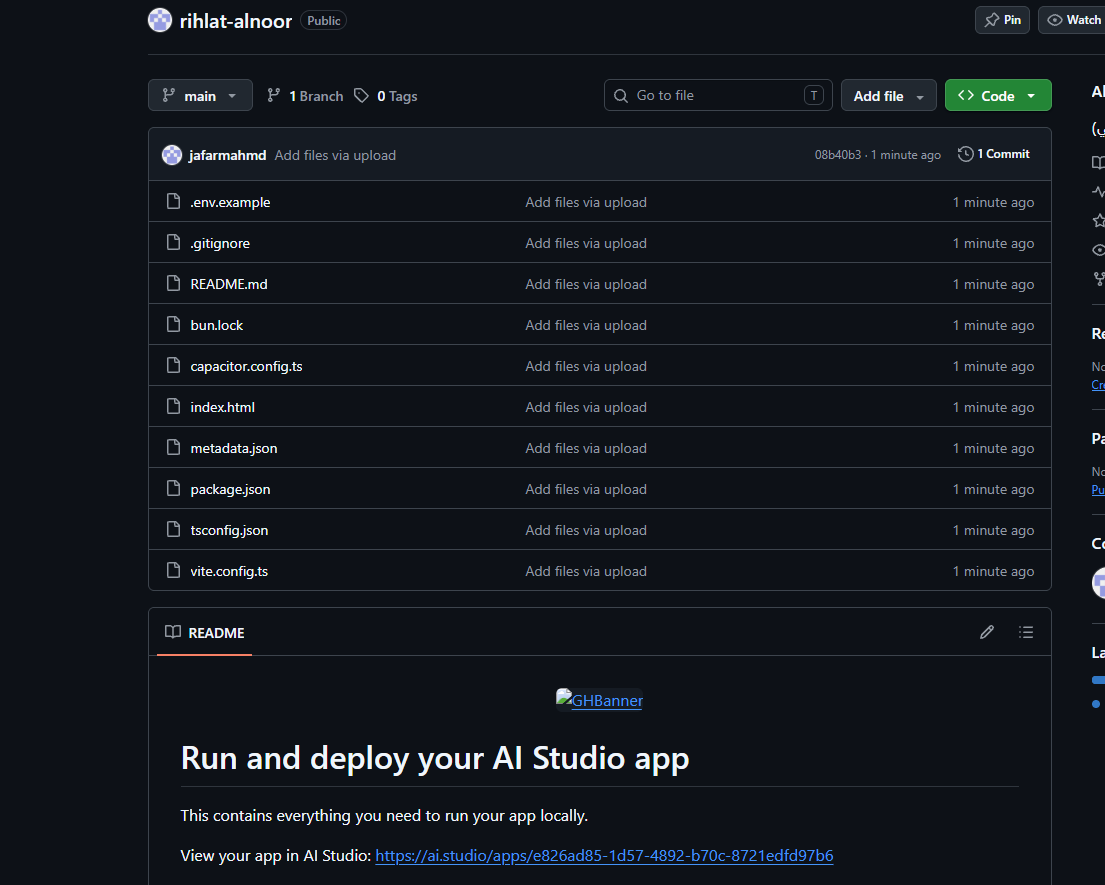 rihlat-alnoor Public Pin Watch
main 1 Branch 0 Tags Go to file T Add file Code
jafarmahmd Add files via upload 08b40b3 · 1 minute ago 1 Commit
.env.example Add files via upload 1 minute ago
.gitignore Add files via upload 1 minute ago
README.md Add files via upload 1 minute ago
bun.lock Add files via upload 1 minute ago
capacitor.config.ts Add files via upload 1 minute ago
index.html Add files via upload 1 minute ago
metadata.json Add files via upload 1 minute ago
package.json Add files via upload 1 minute ago
tsconfig.json Add files via upload 1 minute ago
vite.config.ts Add files via upload 1 minute ago
README
GHBanner
Run and deploy your AI Studio app
This contains everything you need to run your app locally.
View your app in AI Studio: https://ai.studio/apps/e826ad85-1d57-4892-b70c-8721edfd97b6